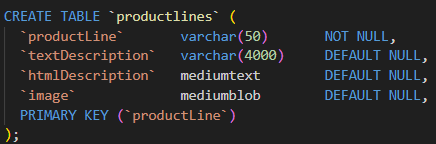 CREATE TABLE `productlines` (
  `productLine`     varchar(50)      NOT NULL,
  `textDescription` varchar(4000)    DEFAULT NULL,
  `htmlDescription` mediumtext       DEFAULT NULL,
  `image`           mediumblob       DEFAULT NULL,
  PRIMARY KEY (`productLine`)
);